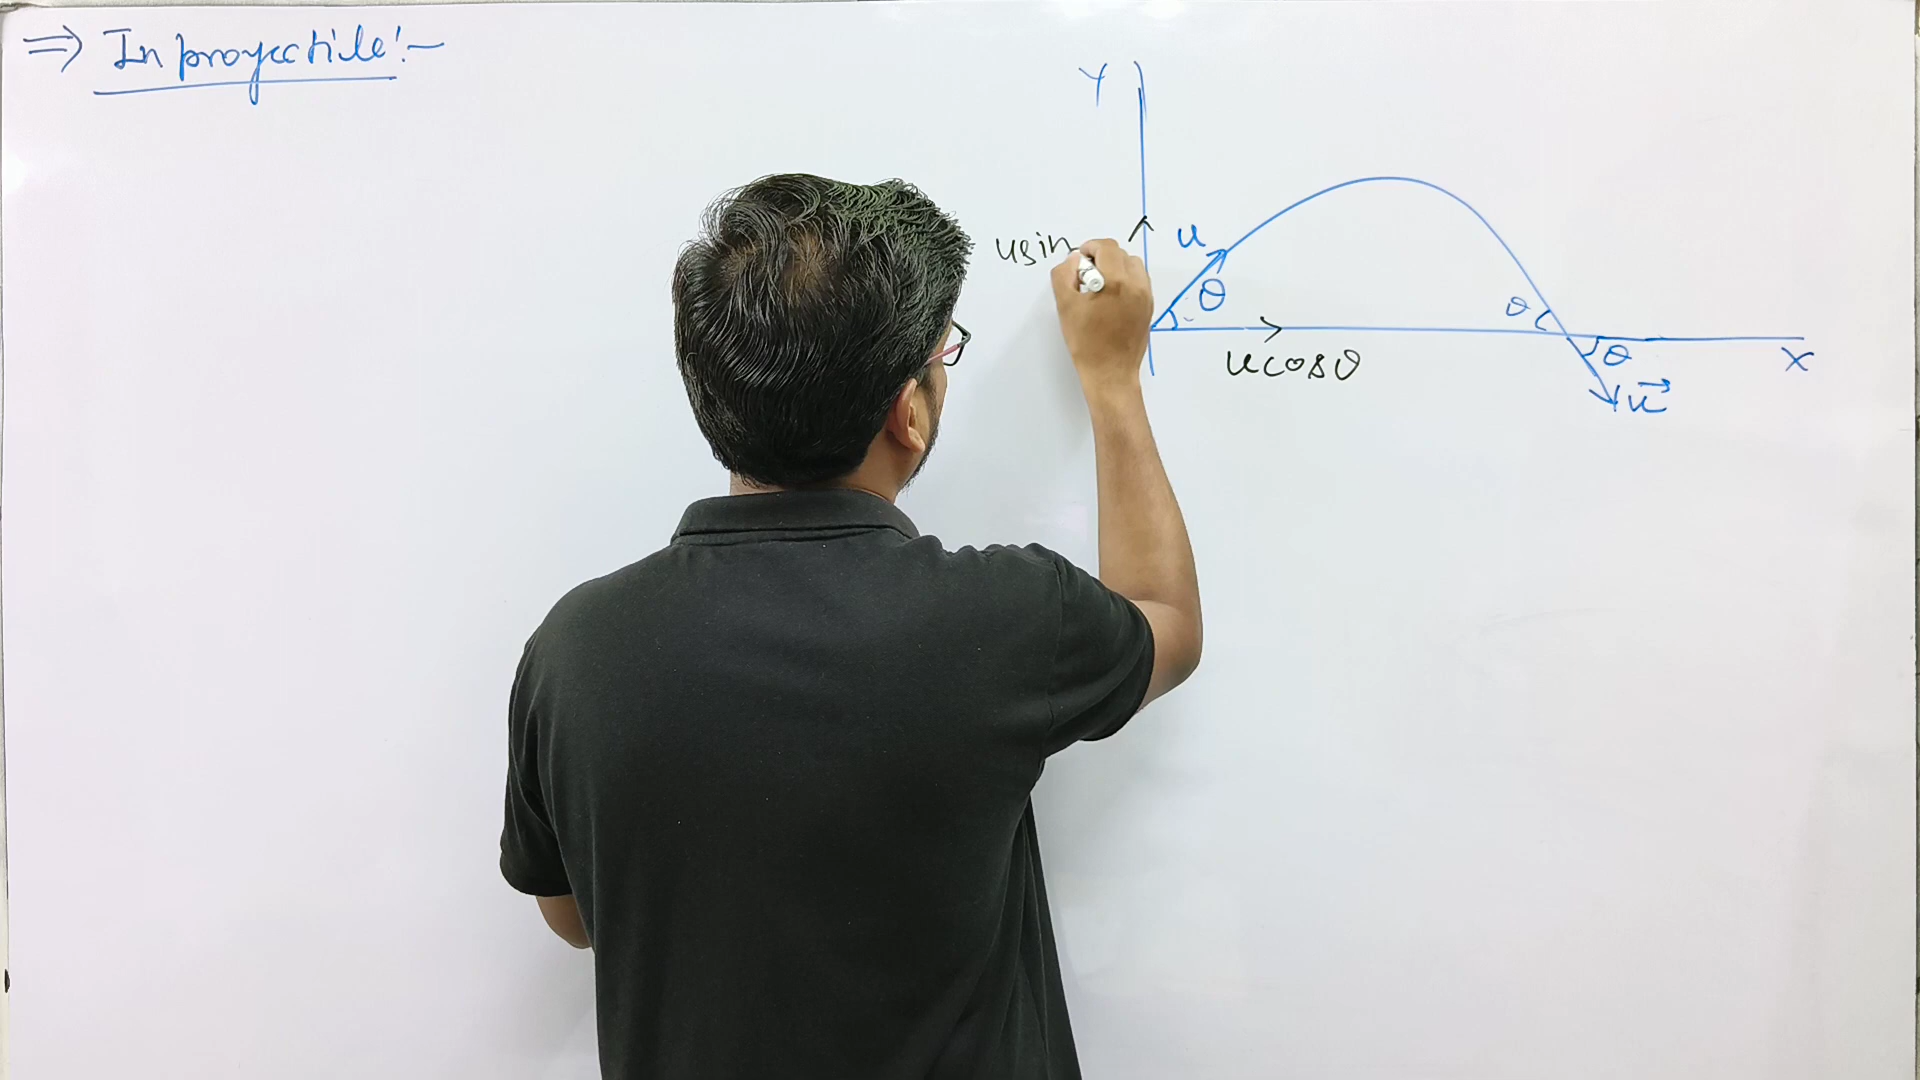 ⇒ In projectile:-
Y
u
usin
θ
θ
ucosθ
θ
X
u⃗